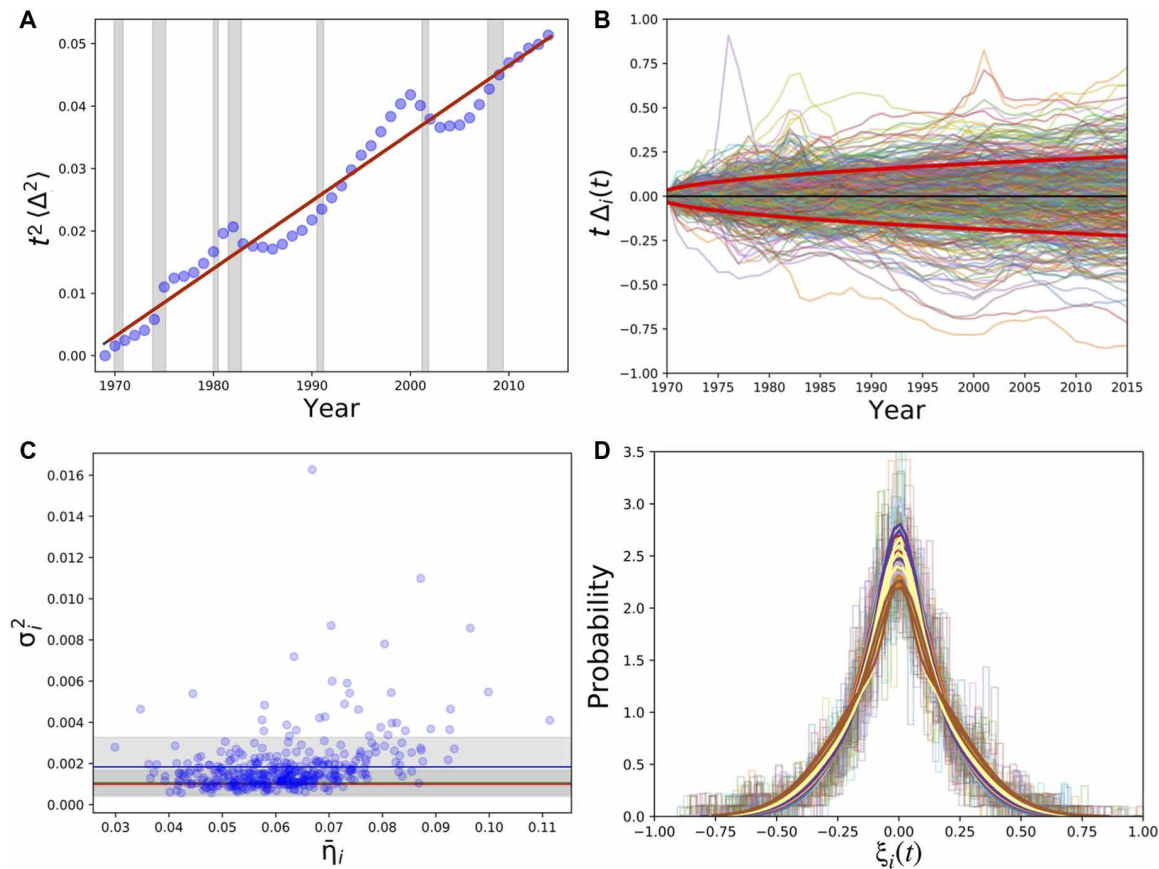 A
t² ⟨Δ²⟩
0.05
0.04
0.03
0.02
0.01
0.00
1970 1980 1990 2000 2010
Year
B
t Δᵢ(t)
1.00
0.75
0.50
0.25
0.00
−0.25
−0.50
−0.75
−1.00
1970 1975 1980 1985 1990 1995 2000 2005 2010 2015
Year
C
σᵢ²
0.016
0.014
0.012
0.010
0.008
0.006
0.004
0.002
0.000
0.03 0.04 0.05 0.06 0.07 0.08 0.09 0.10 0.11
η̄ᵢ
D
Probability
3.5
3.0
2.5
2.0
1.5
1.0
0.5
0.0
−1.00 −0.75 −0.50 −0.25 0.00 0.25 0.50 0.75 1.00
ξᵢ(t)